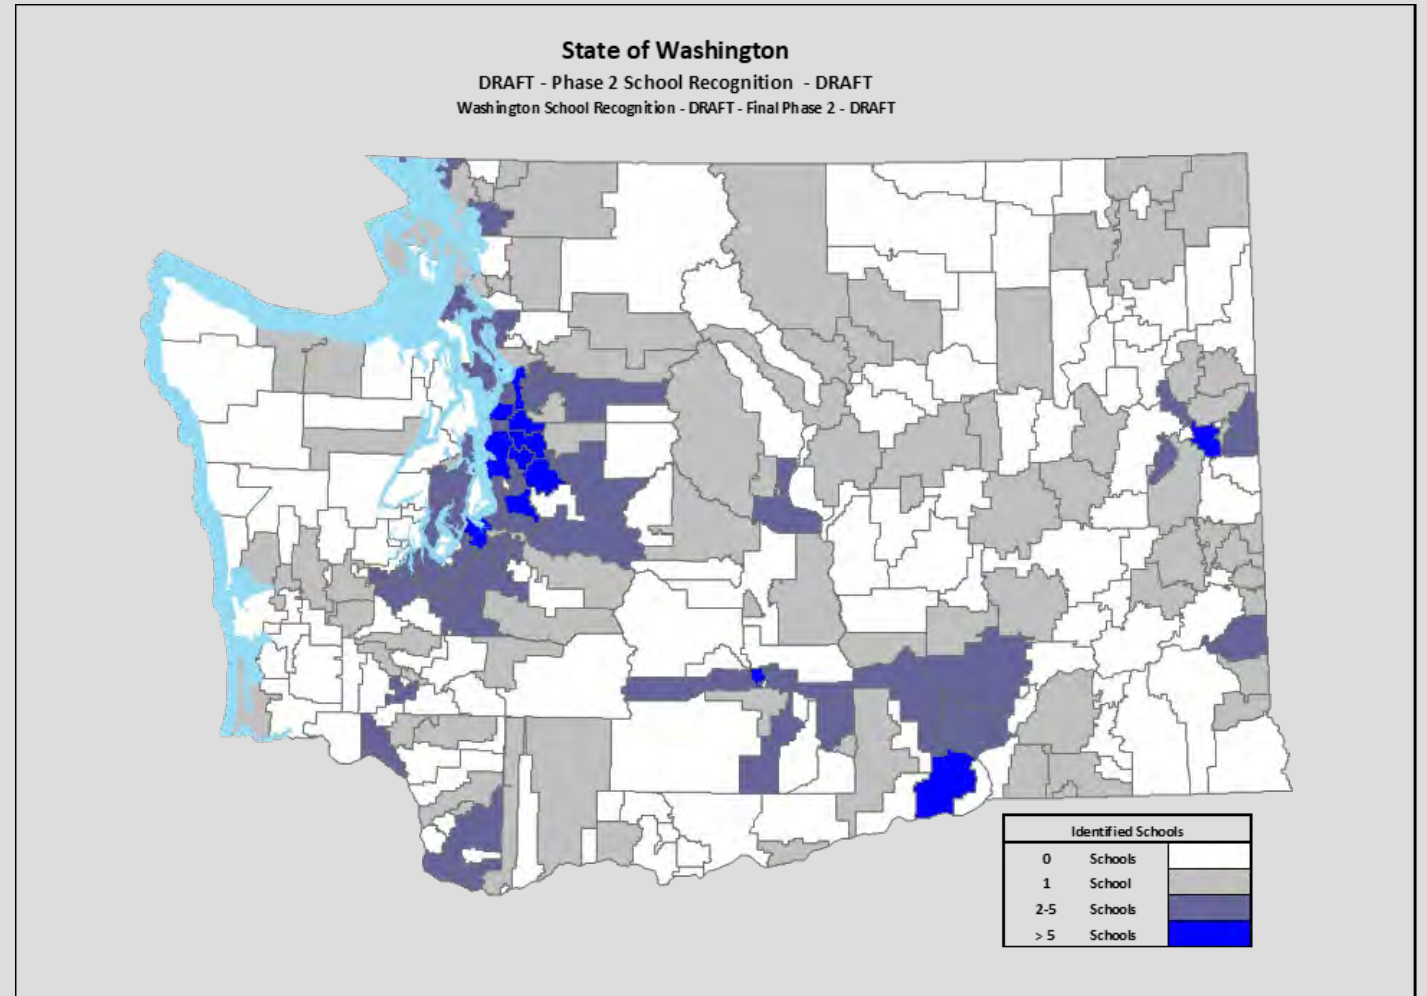 State of Washington
DRAFT - Phase 2 School Recognition - DRAFT
Washington School Recognition - DRAFT - Final Phase 2 - DRAFT
Identified Schools
0 Schools
1 School
2-5 Schools
> 5 Schools